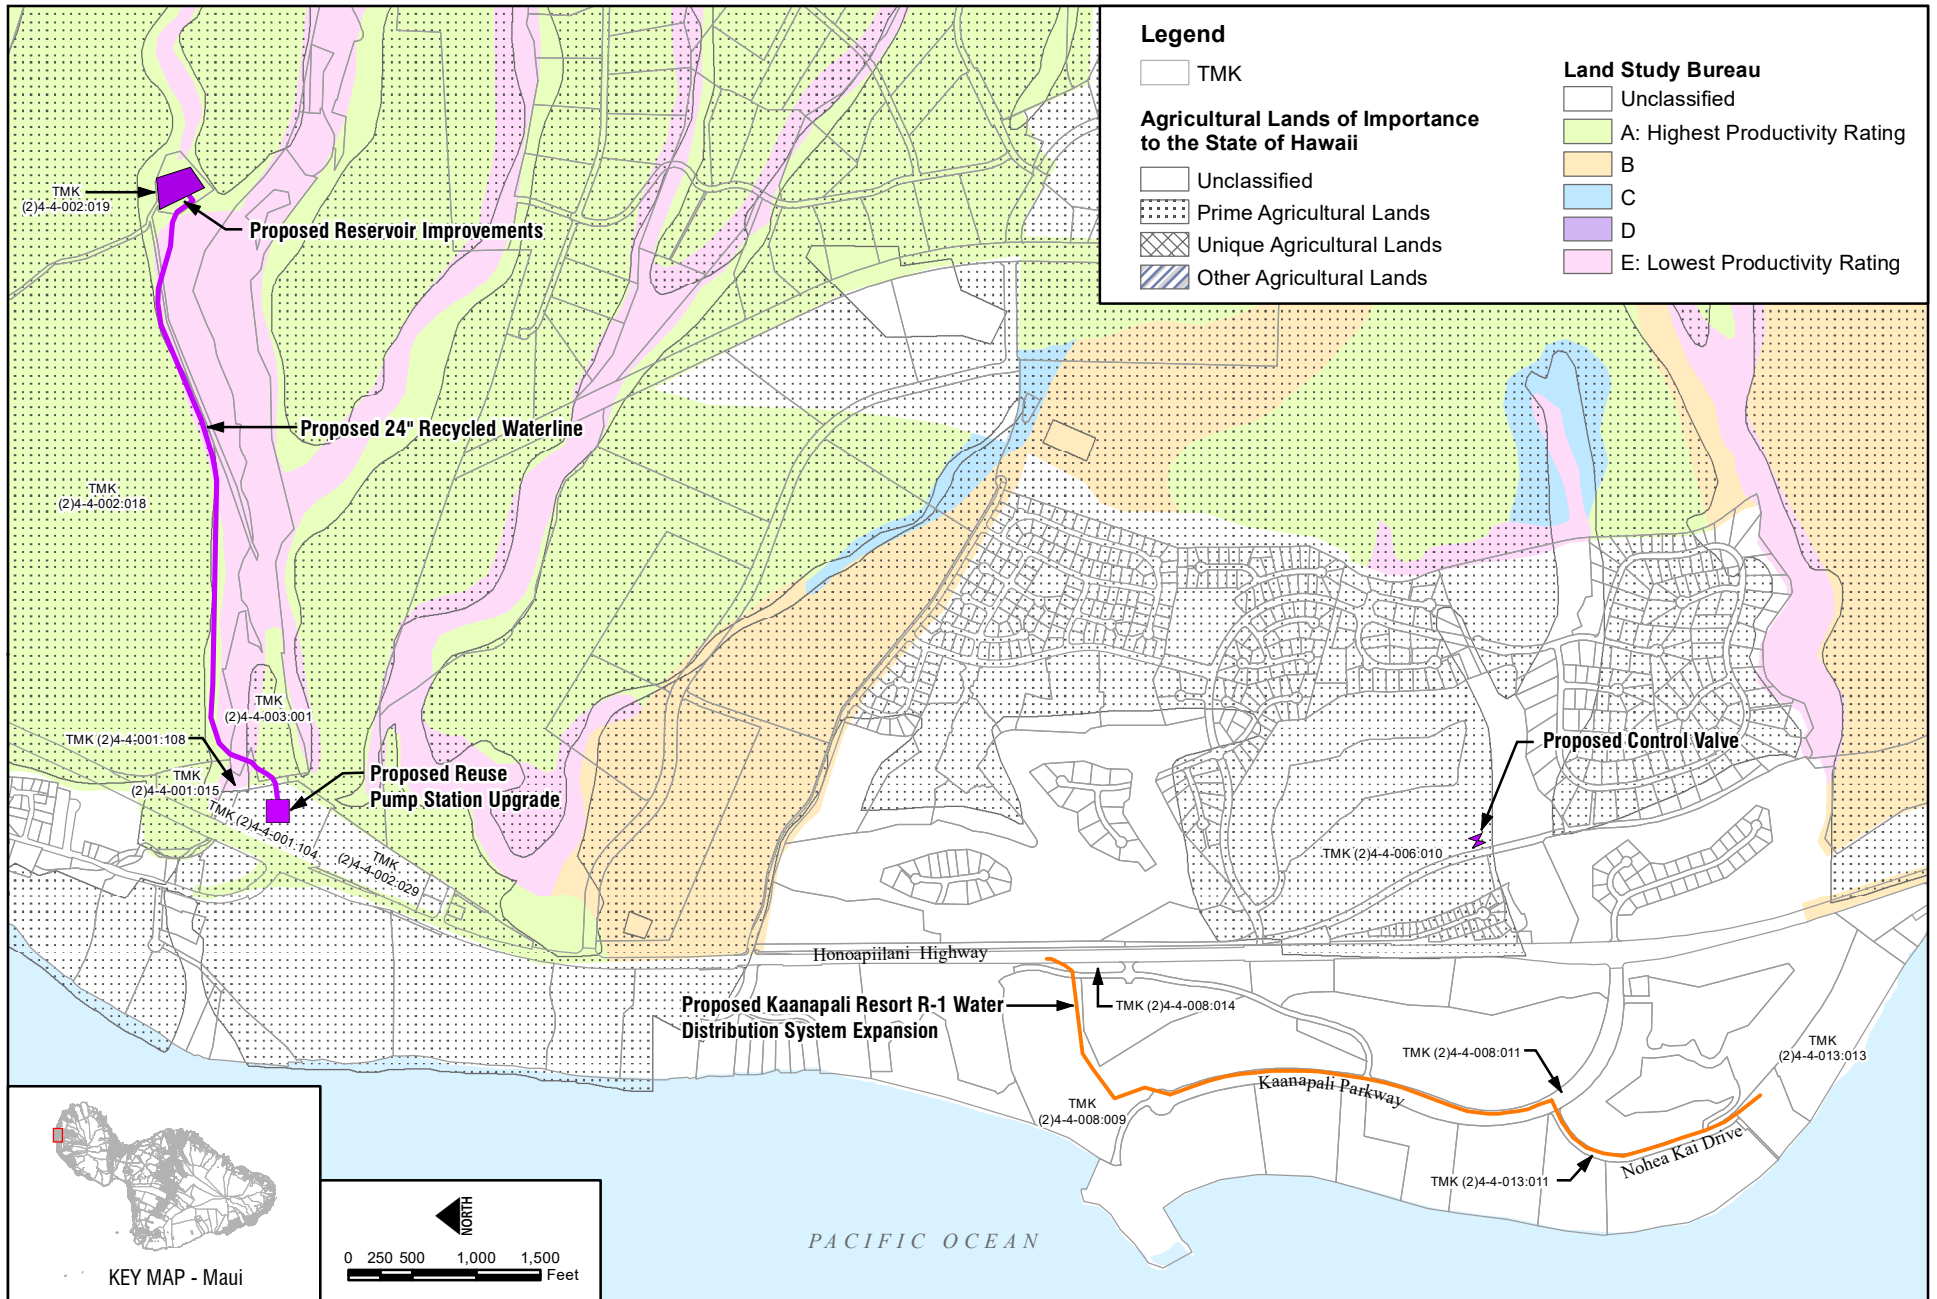 Legend
TMK
Agricultural Lands of Importance
to the State of Hawaii
Unclassified
Prime Agricultural Lands
Unique Agricultural Lands
Other Agricultural Lands
Land Study Bureau
Unclassified
A: Highest Productivity Rating
B
C
D
E: Lowest Productivity Rating
TMK
(2)4-4-002:019
Proposed Reservoir Improvements
Proposed 24" Recycled Waterline
TMK
(2)4-4-002:018
TMK
(2)4-4-003:001
TMK (2)4-4-001:108
TMK
(2)4-4-001:015
Proposed Reuse
Pump Station Upgrade
TMK (2)4-4-001:104
TMK
(2)4-4-002:029
Proposed Control Valve
TMK (2)4-4-006:010
Honoapiilani Highway
Proposed Kaanapali Resort R-1 Water
Distribution System Expansion
TMK (2)4-4-008:014
TMK (2)4-4-008:011
TMK
(2)4-4-013:013
Kaanapali Parkway
TMK
(2)4-4-008:009
Nohea Kai Drive
TMK (2)4-4-013:011
PACIFIC OCEAN
KEY MAP - Maui
NORTH
0 250 500 1,000 1,500
Feet